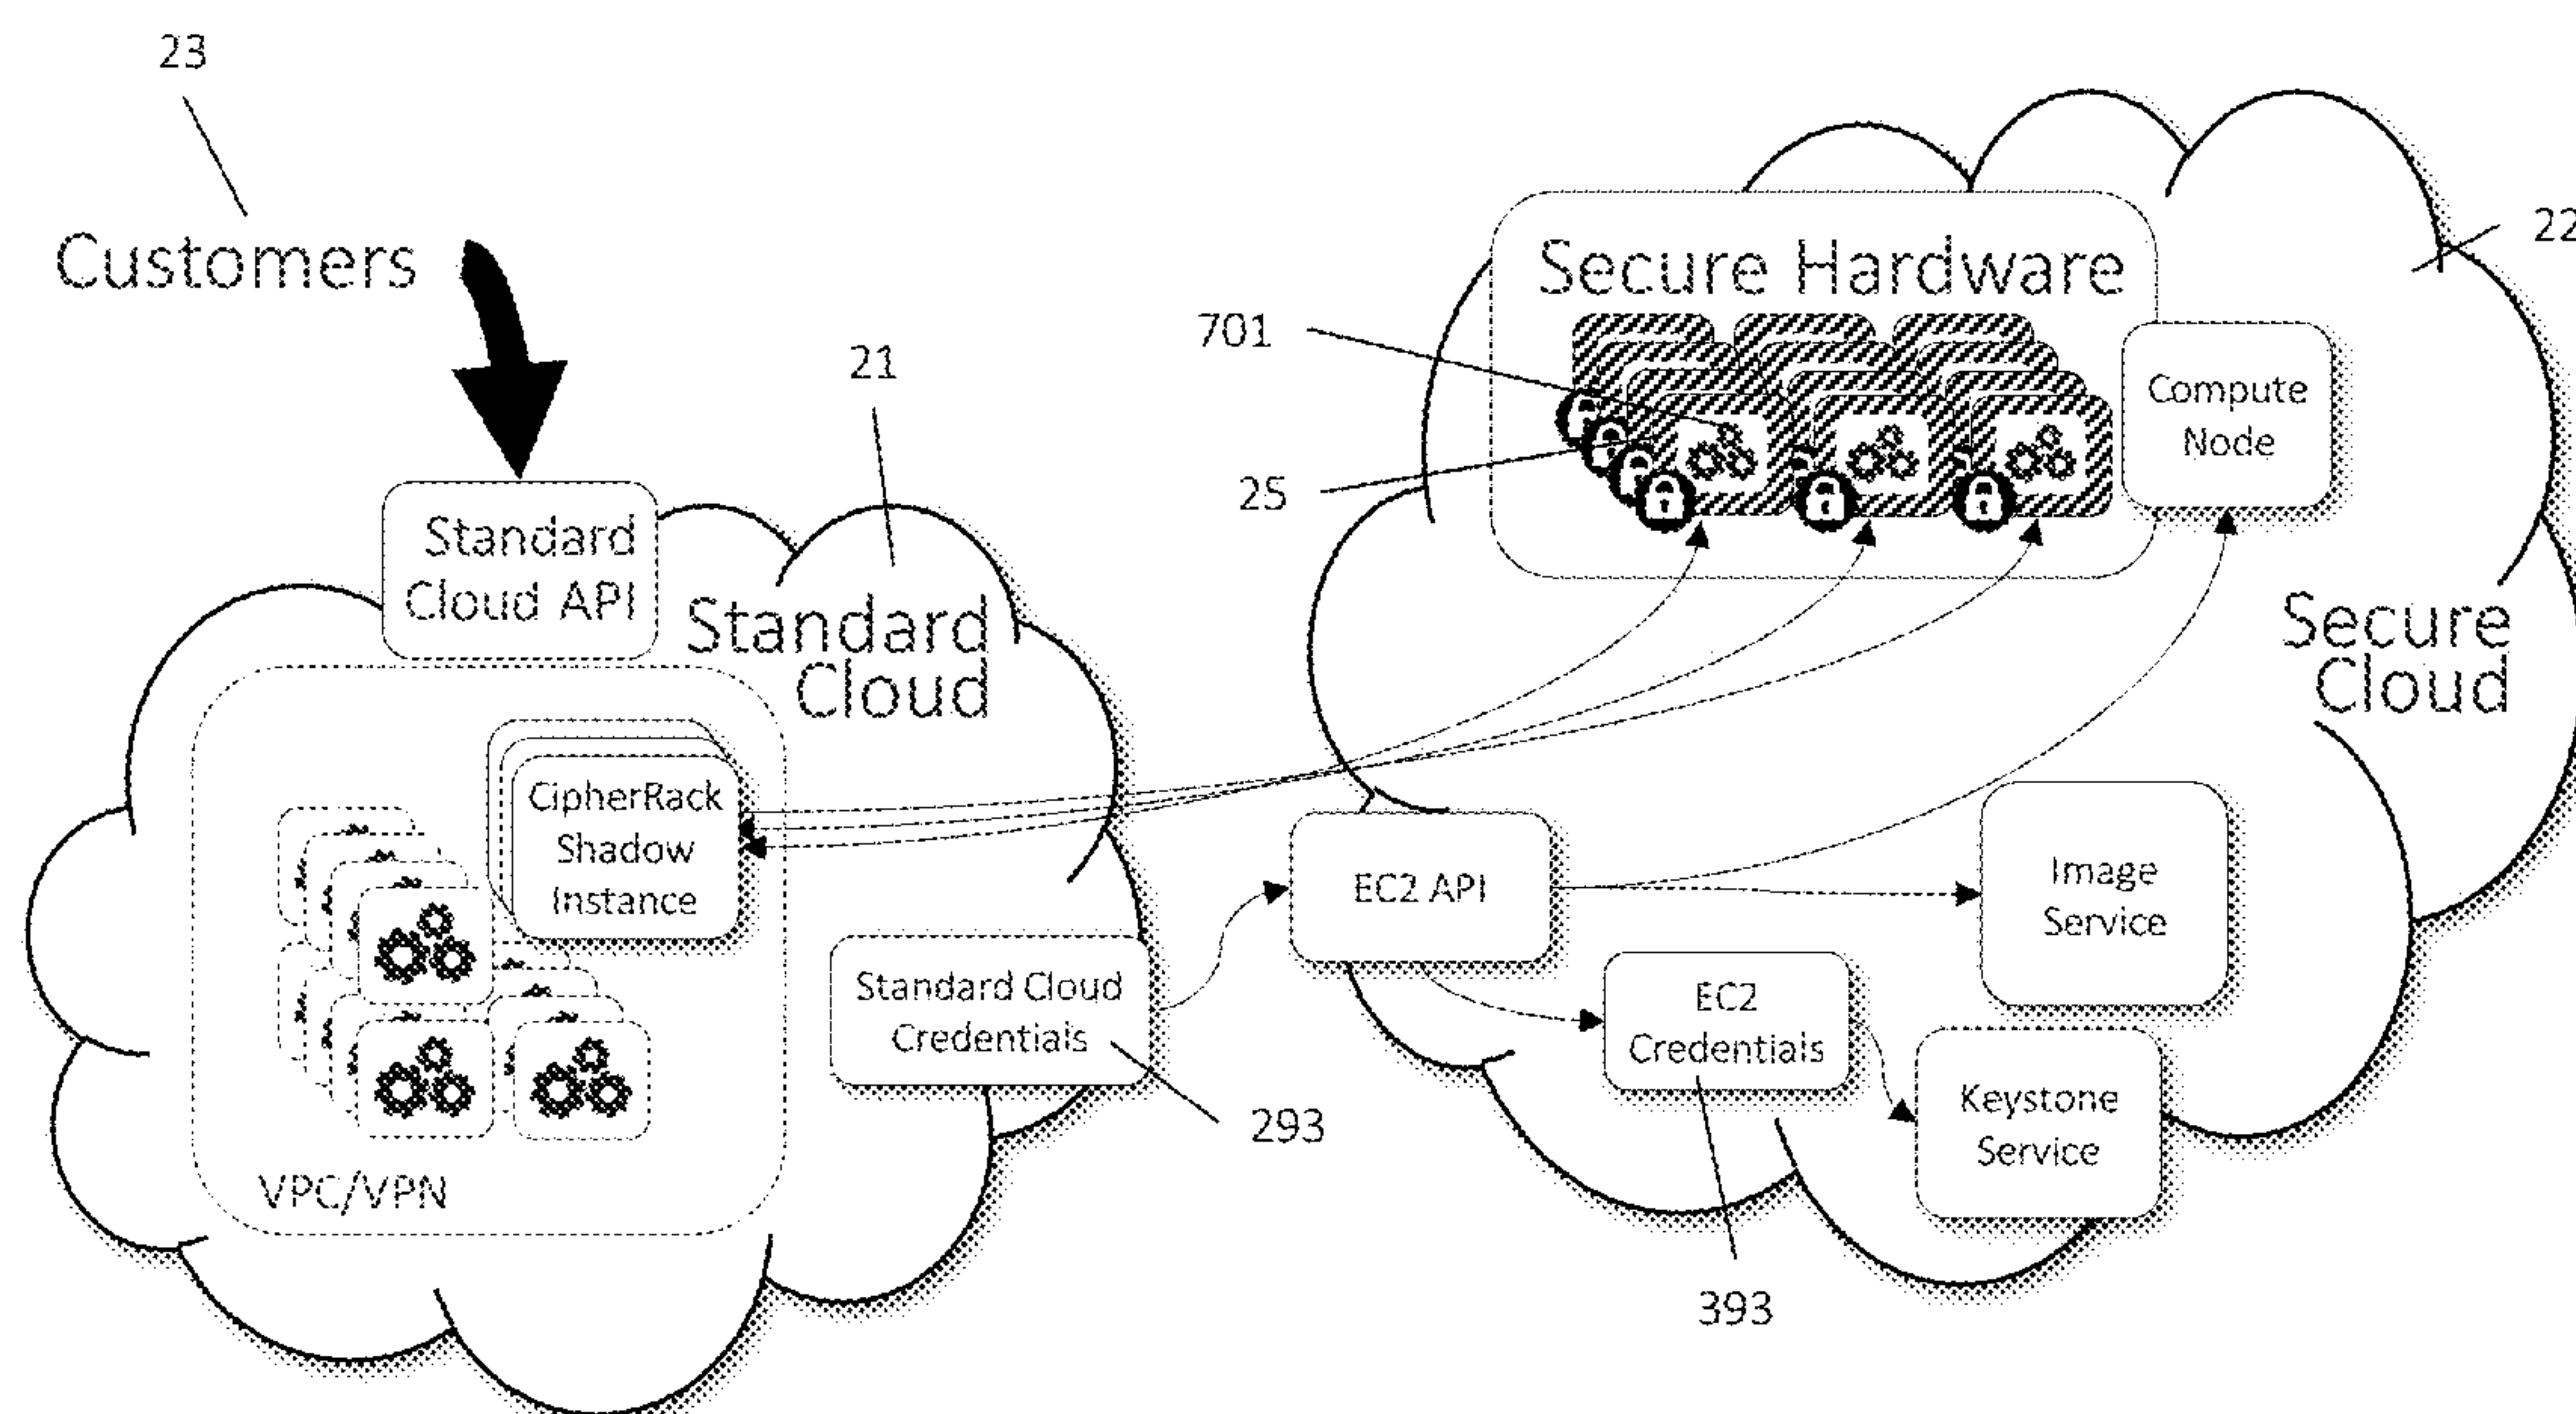 23
Customers
21
Standard
Cloud API
Standard
Cloud
CipherRack
Shadow
Instance
VPC/VPN
Standard Cloud
Credentials
293
22
Secure Hardware
701
25
Compute
Node
Secure
Cloud
EC2 API
Image
Service
EC2
Credentials
Keystone
Service
393